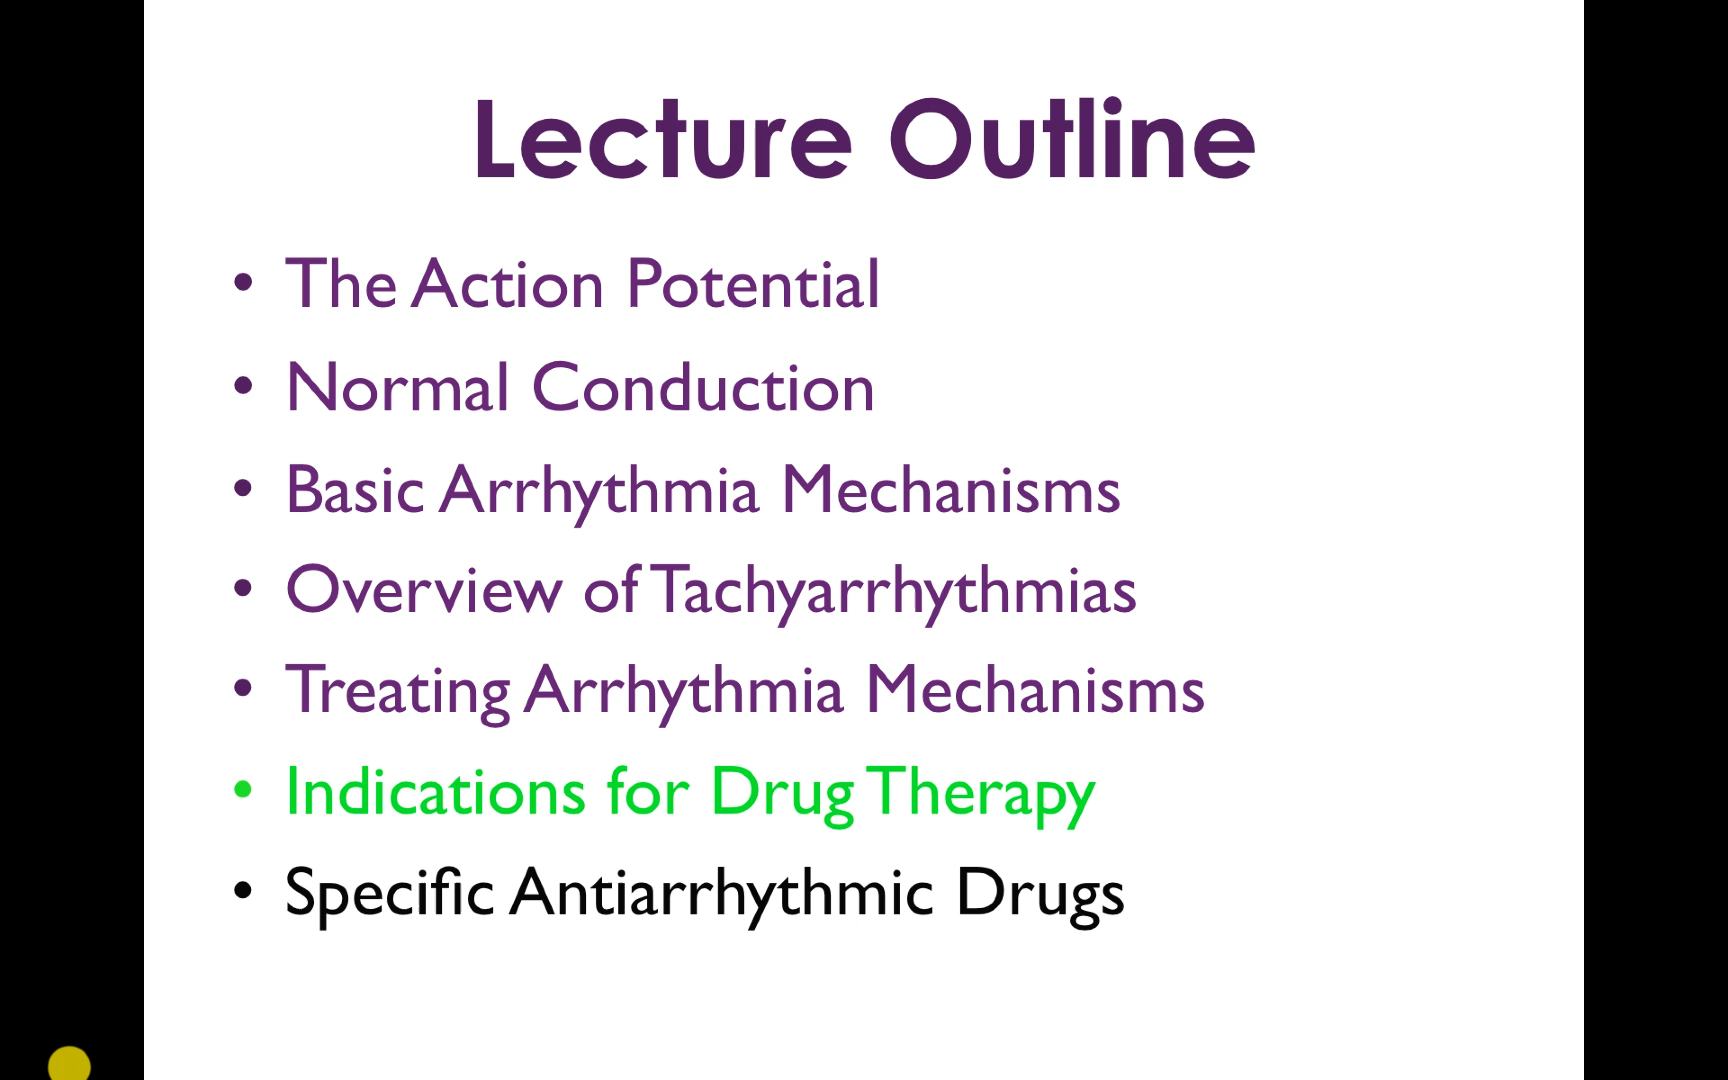 Lecture Outline
• The Action Potential
• Normal Conduction
• Basic Arrhythmia Mechanisms
• Overview of Tachyarrhythmias
• Treating Arrhythmia Mechanisms
• Indications for Drug Therapy
• Specific Antiarrhythmic Drugs